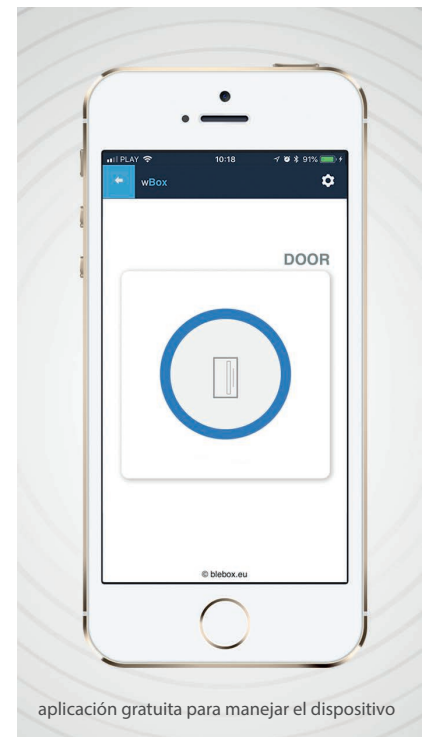 PLAY 10:18 91%
wBox
DOOR
© blebox.eu
aplicación gratuita para manejar el dispositivo